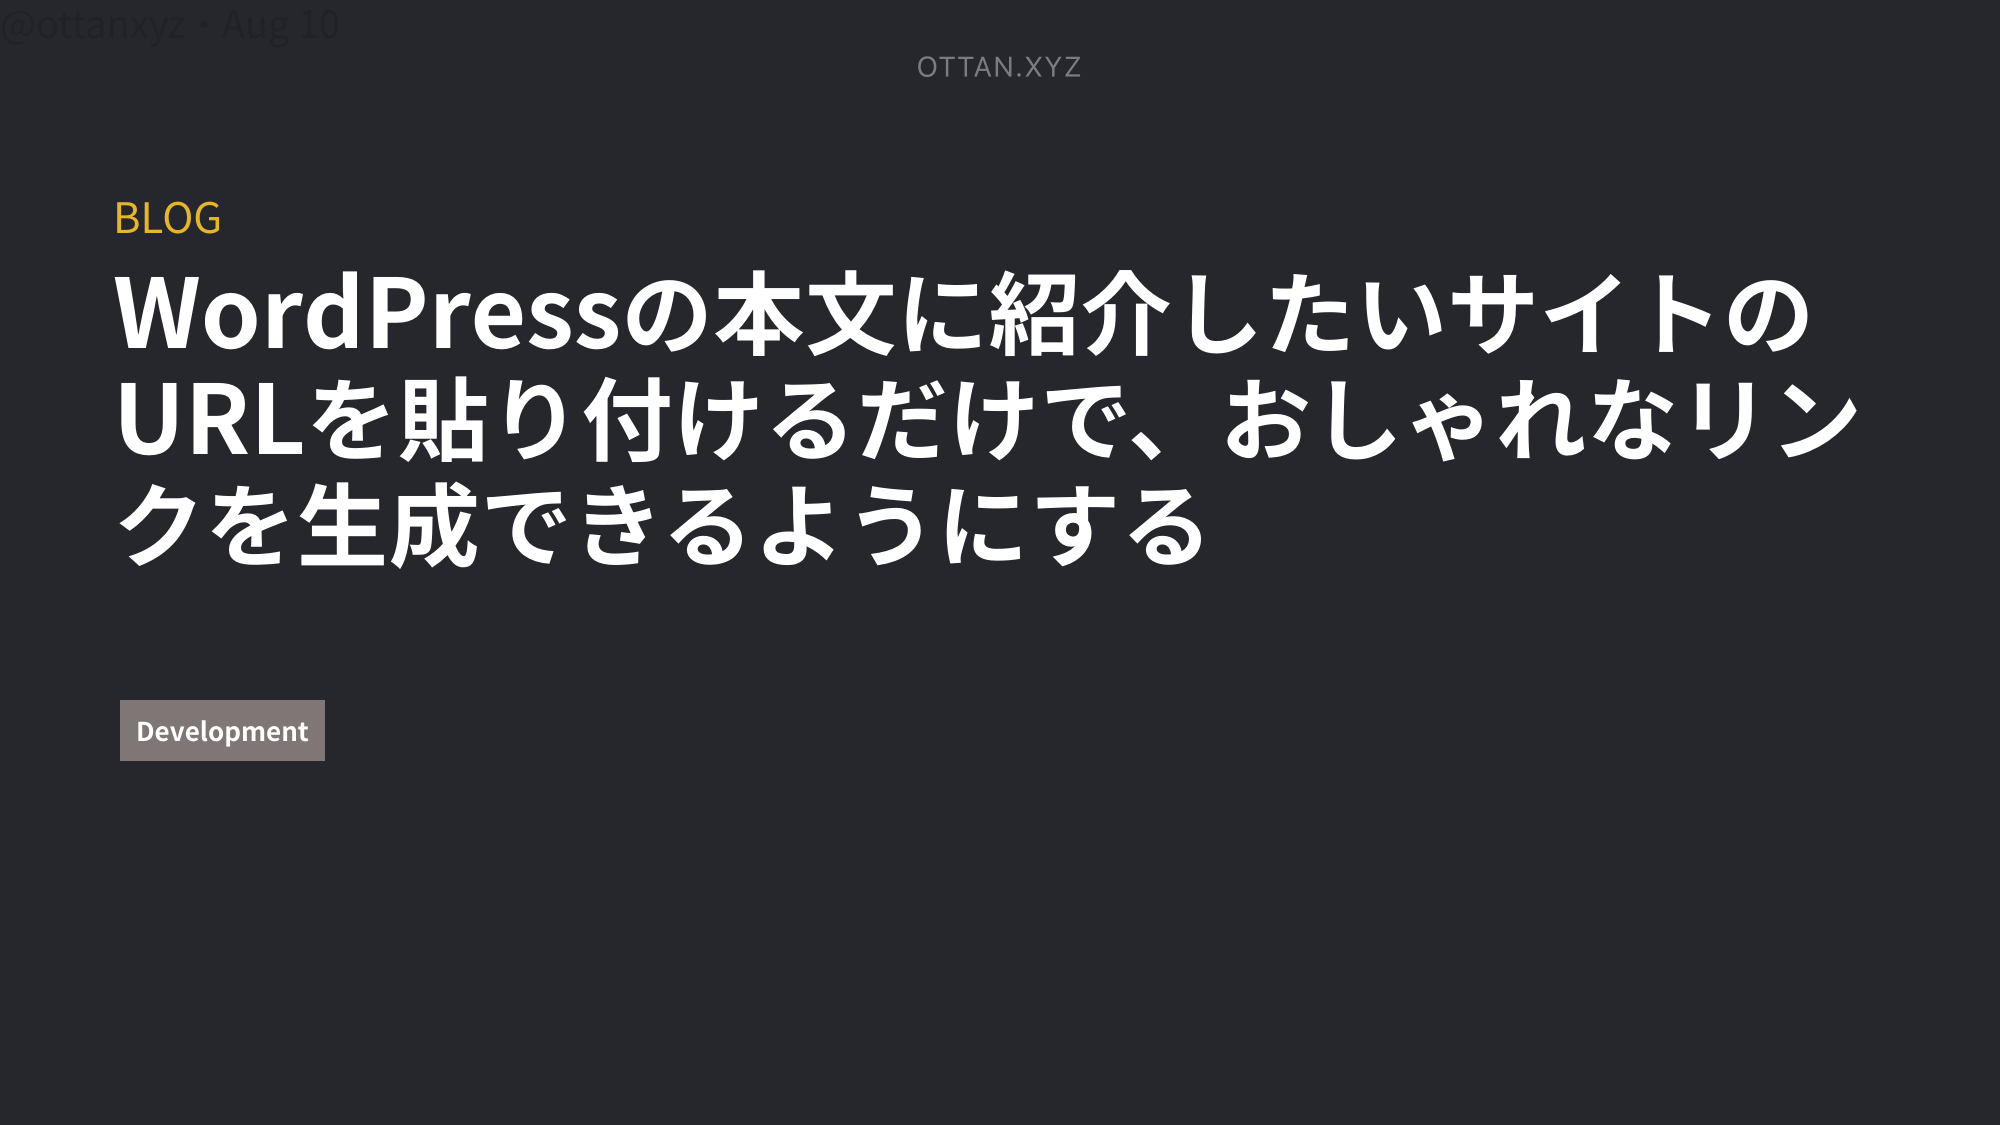 @ottanxyz・Aug 10
OTTAN.XYZ
BLOG
WordPressの本文に紹介したいサイトの
URLを貼り付けるだけで、おしゃれなリン
クを生成できるようにする
Development